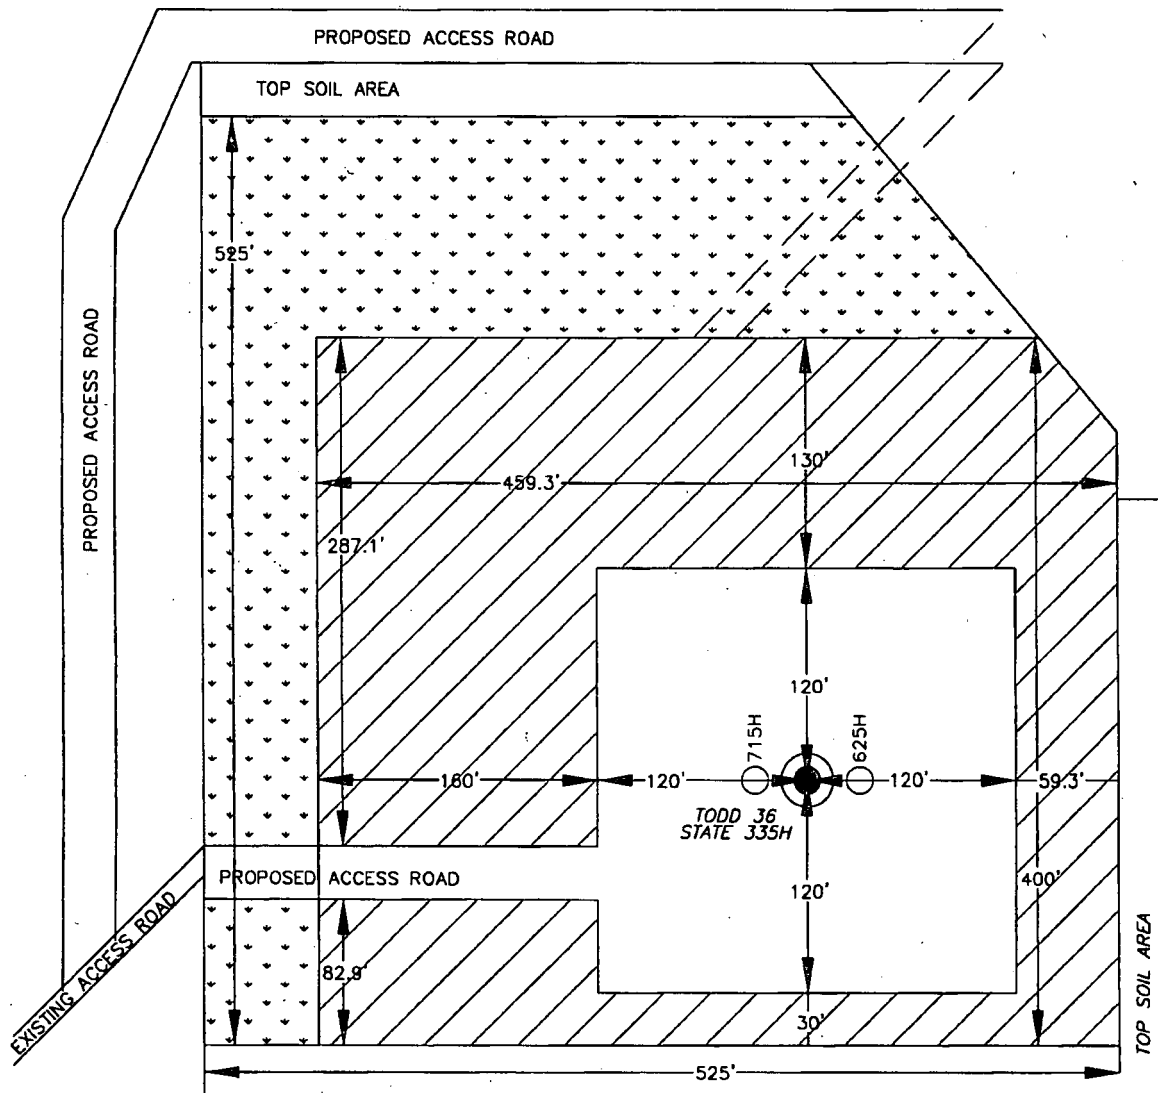 PROPOSED ACCESS ROAD
TOP SOIL AREA
525'
PROPOSED ACCESS ROAD
130'
459.3'
287.1'
120'
715H
625H
160'
120'
120'
59.3'
TODD 36
STATE 335H
PROPOSED ACCESS ROAD
400'
120'
EXISTING ACCESS ROAD
82.9'
30'
TOP SOIL AREA
525'